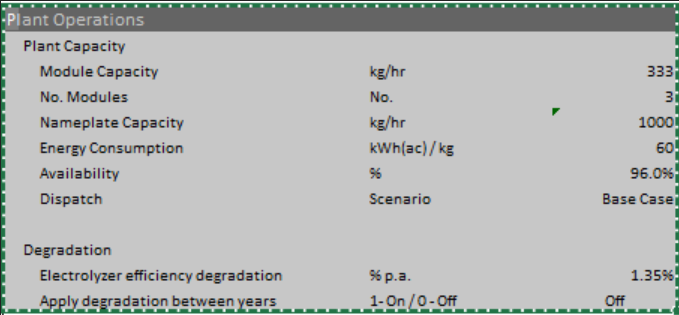 Plant Operations
Plant Capacity
Module Capacity kg/hr 333
No. Modules No. 3
Nameplate Capacity kg/hr 1000
Energy Consumption kWh(ac) / kg 60
Availability % 96.0%
Dispatch Scenario Base Case
Degradation
Electrolyzer efficiency degradation % p.a. 1.35%
Apply degradation between years 1- On / 0 - Off Off